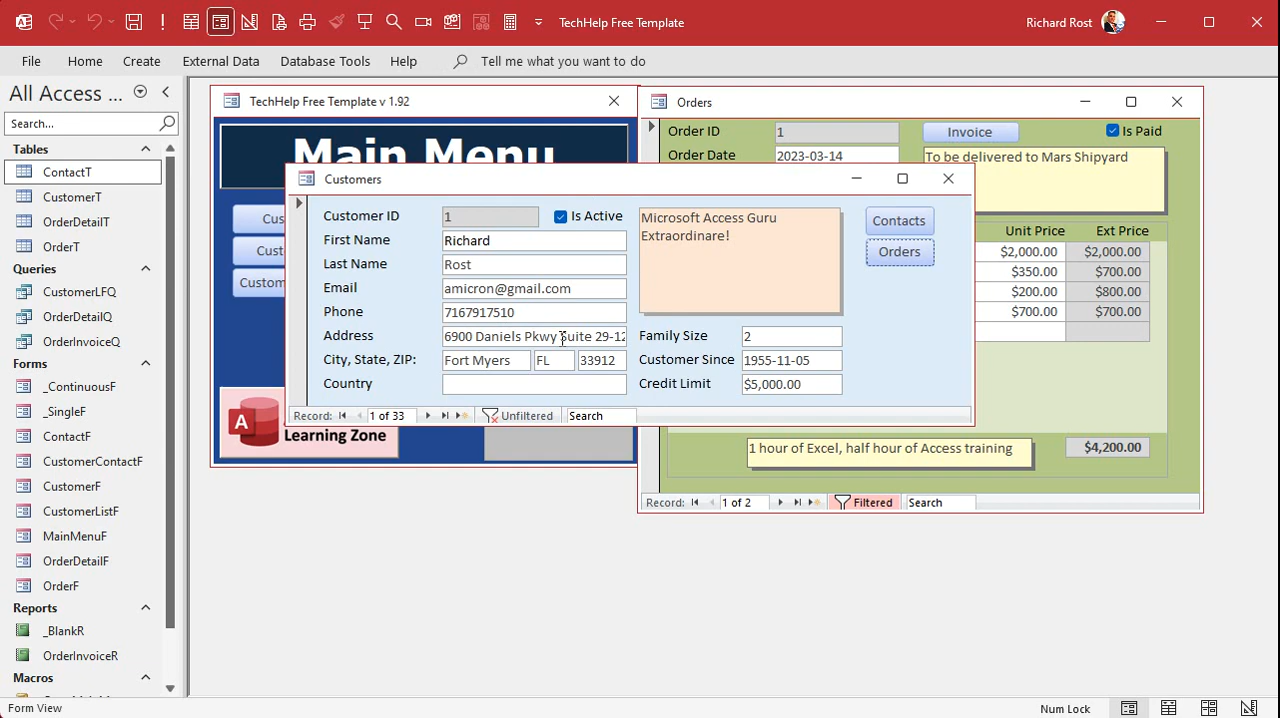 TechHelp Free Template
Richard Rost
File
Home
Create
External Data
Database Tools
Help
Tell me what you want to do
All Access ...
Search...
Tables
ContactT
CustomerT
OrderDetailT
OrderT
Queries
CustomerLFQ
OrderDetailQ
OrderInvoiceQ
Forms
_ContinuousF
_SingleF
ContactF
CustomerContactF
CustomerF
CustomerListF
MainMenuF
OrderDetailF
OrderF
Reports
_BlankR
OrderInvoiceR
Macros
TechHelp Free Template v 1.92
Main Menu
Cus
Cust
Custom
A
Learning Zone
Orders
Order ID 1 Invoice Is Paid
Order Date 2023-03-14
To be delivered to Mars Shipyard
Unit Price Ext Price
$2,000.00 $2,000.00
$350.00 $700.00
$200.00 $800.00
$700.00 $700.00
1 hour of Excel, half hour of Access training
$4,200.00
Record: 1 of 2 Filtered Search
Customers
Customer ID 1 Is Active
First Name Richard
Last Name Rost
Email amicron@gmail.com
Phone 7167917510
Address 6900 Daniels Pkwy Suite 29-12
City, State, ZIP: Fort Myers FL 33912
Country
Microsoft Access Guru
Extraordinare!
Contacts
Orders
Family Size 2
Customer Since 1955-11-05
Credit Limit $5,000.00
Record: 1 of 33 Unfiltered Search
Form View
Num Lock